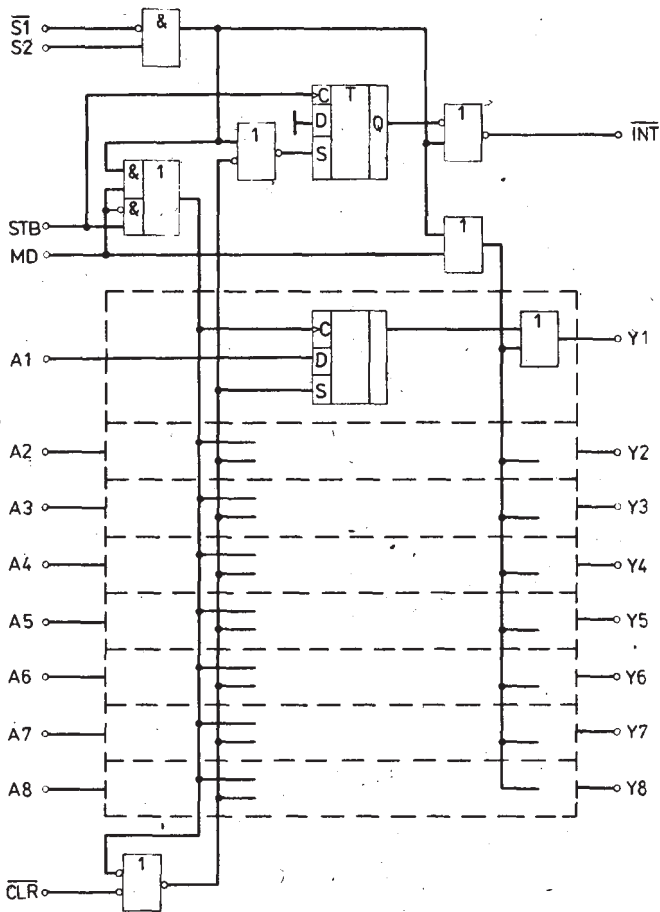 S1
S2
&
C
T
D
Q
S
1
1
INT
&
1
&
STB
MD
1
C
D
S
1
A1
Y1
A2
Y2
A3
Y3
A4
Y4
A5
Y5
A6
Y6
A7
Y7
A8
Y8
1
CLR